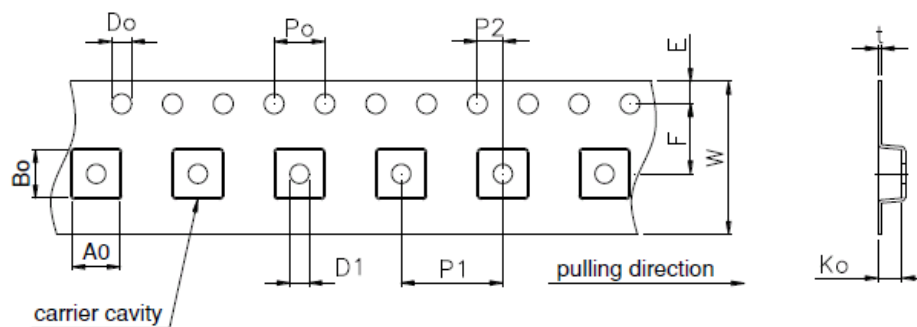 Do
Po
P2
E
t
Bo
F
W
A0
D1
P1
pulling direction
Ko
carrier cavity